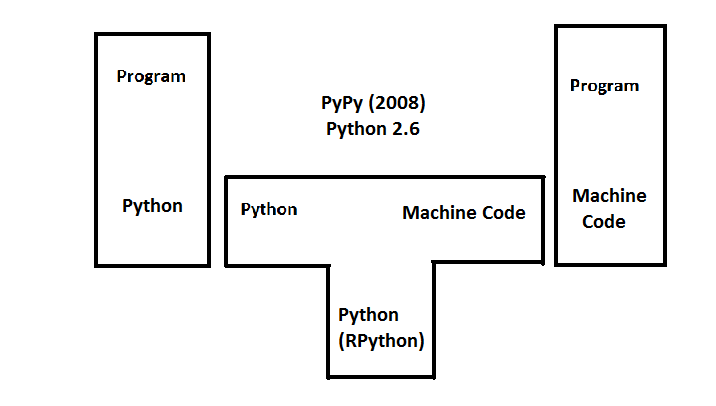 Program
Python
PyPy (2008)
Python 2.6
Python
Machine Code
Python
(RPython)
Program
Machine
Code